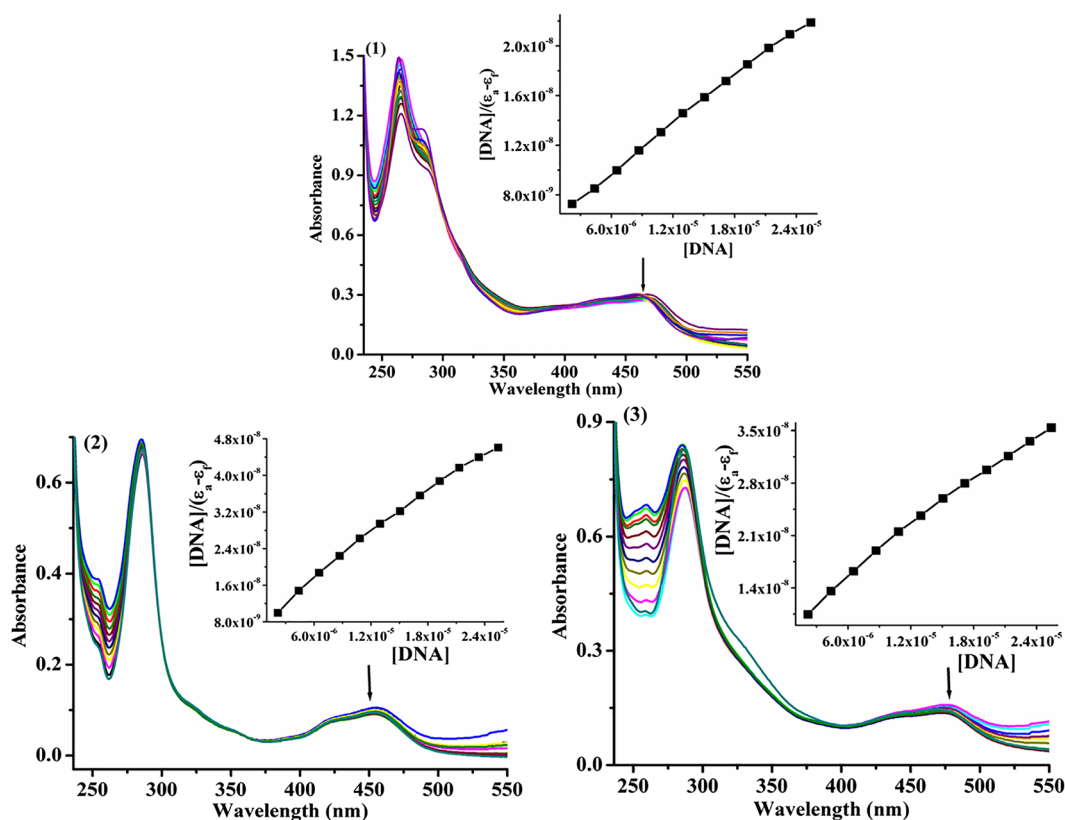 (1)
1.5
1.2
0.9
0.6
0.3
0.0
Absorbance
250 300 350 400 450 500 550
Wavelength (nm)
2.0x10⁻⁸
1.6x10⁻⁸
1.2x10⁻⁸
8.0x10⁻⁹
[DNA]/(εₐ-ε_f)
6.0x10⁻⁶ 1.2x10⁻⁵ 1.8x10⁻⁵ 2.4x10⁻⁵
[DNA]
(2)
0.6
0.4
0.2
0.0
Absorbance
250 300 350 400 450 500 550
Wavelength (nm)
4.8x10⁻⁸
4.0x10⁻⁸
3.2x10⁻⁸
2.4x10⁻⁸
1.6x10⁻⁸
8.0x10⁻⁹
[DNA]/(εₐ-ε_f)
6.0x10⁻⁶ 1.2x10⁻⁵ 1.8x10⁻⁵ 2.4x10⁻⁵
[DNA]
(3)
0.9
0.6
0.3
0.0
Absorbance
250 300 350 400 450 500 550
Wavelength (nm)
3.5x10⁻⁸
2.8x10⁻⁸
2.1x10⁻⁸
1.4x10⁻⁸
[DNA]/(εₐ-ε_f)
6.0x10⁻⁶ 1.2x10⁻⁵ 1.8x10⁻⁵ 2.4x10⁻⁵
[DNA]